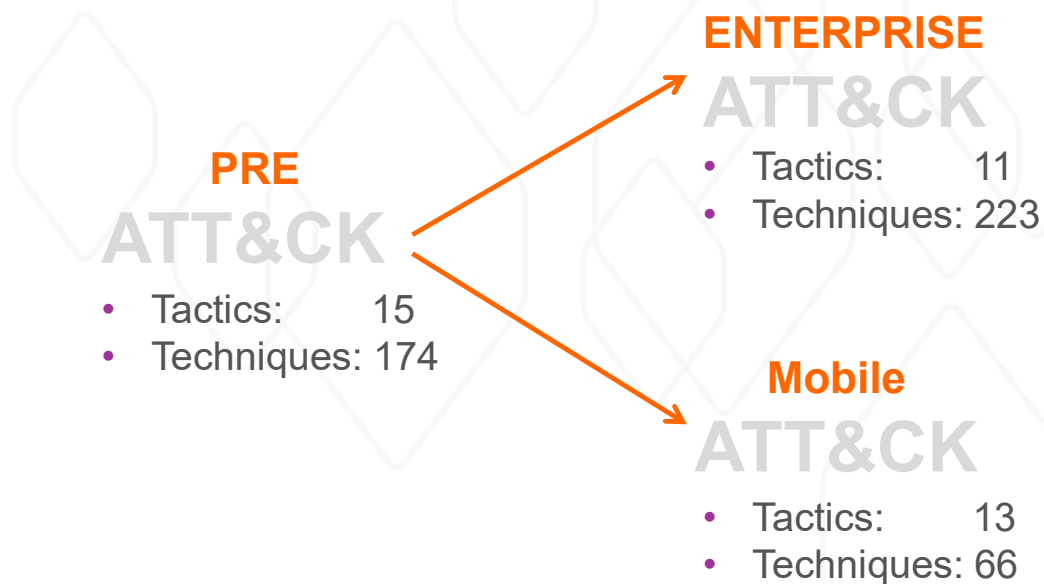 PRE
ATT&CK
• Tactics: 15
• Techniques: 174
ENTERPRISE
ATT&CK
• Tactics: 11
• Techniques: 223
Mobile
ATT&CK
• Tactics: 13
• Techniques: 66